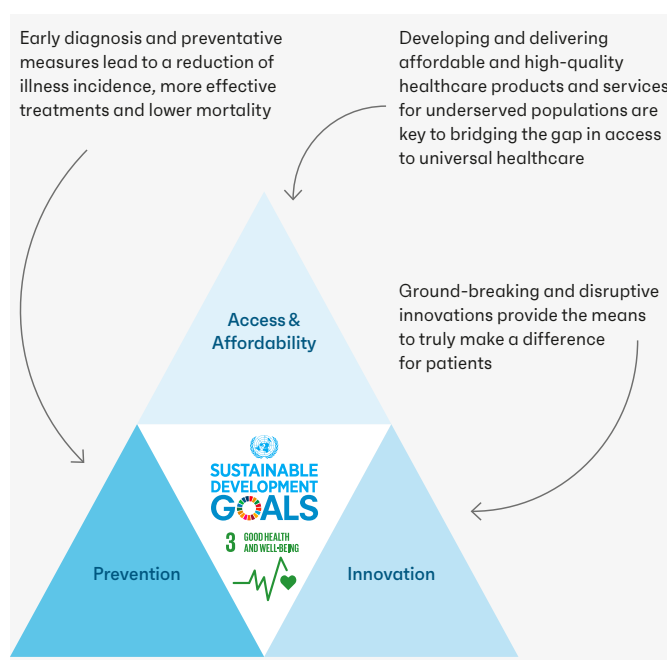 Early diagnosis and preventative
measures lead to a reduction of
illness incidence, more effective
treatments and lower mortality
Developing and delivering
affordable and high-quality
healthcare products and services
for underserved populations are
key to bridging the gap in access
to universal healthcare
Ground-breaking and disruptive
innovations provide the means
to truly make a difference
for patients
Access &
Affordability
SUSTAINABLE
DEVELOPMENT
GOALS
3 GOOD HEALTH
AND WELL-BEING
Prevention
Innovation